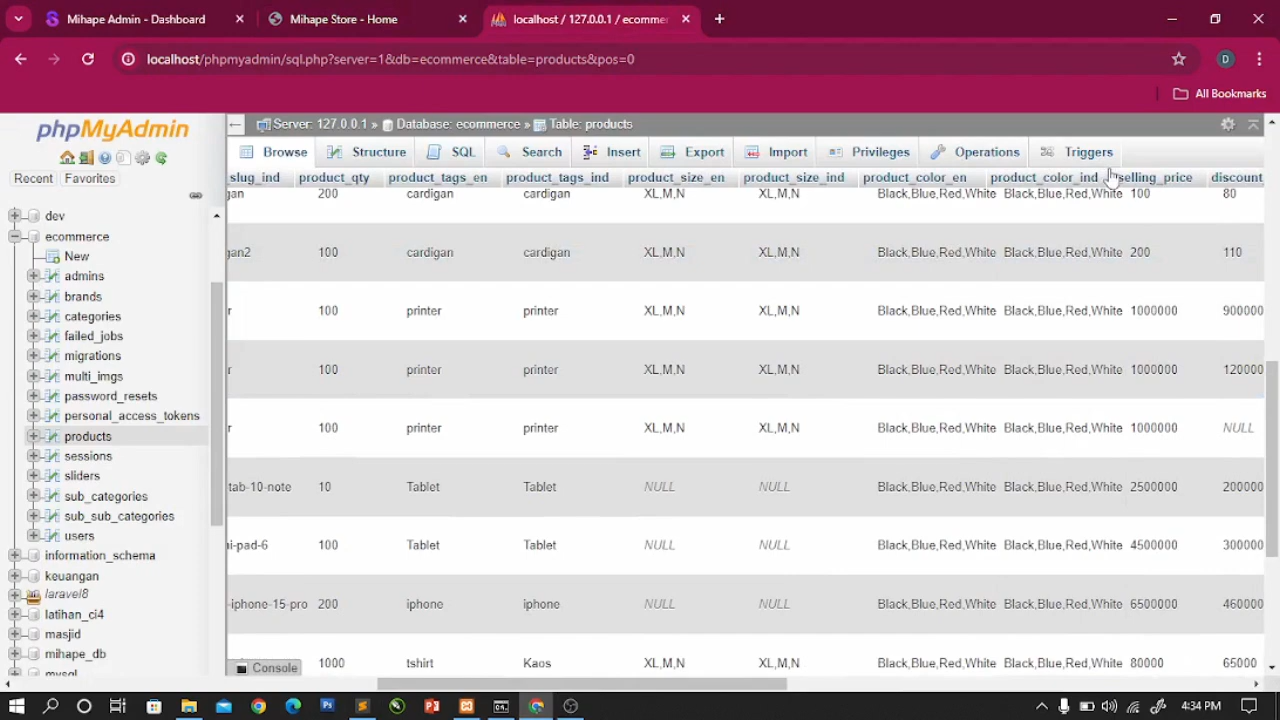 Mihape Admin - Dashboard
Mihape Store - Home
localhost / 127.0.0.1 / ecomme
localhost/phpmyadmin/sql.php?server=1&db=ecommerce&table=products&pos=0
D
All Bookmarks
phpMyAdmin
Recent
Favorites
dev
ecommerce
New
admins
brands
categories
failed_jobs
migrations
multi_imgs
password_resets
personal_access_tokens
products
sessions
sliders
sub_categories
sub_sub_categories
users
information_schema
keuangan
laravel8
latihan_ci4
masjid
mihape_db
mysql
Server: 127.0.0.1 » Database: ecommerce » Table: products
Browse Structure SQL Search Insert Export Import Privileges Operations Triggers
slug_ind product_qty product_tags_en product_tags_ind product_size_en product_size_ind product_color_en product_color_ind selling_price discount
gan 200 cardigan cardigan XL,M,N XL,M,N Black,Blue,Red,White Black,Blue,Red,White 100 80
gan2 100 cardigan cardigan XL,M,N XL,M,N Black,Blue,Red,White Black,Blue,Red,White 200 110
r 100 printer printer XL,M,N XL,M,N Black,Blue,Red,White Black,Blue,Red,White 1000000 900000
r 100 printer printer XL,M,N XL,M,N Black,Blue,Red,White Black,Blue,Red,White 1000000 120000
r 100 printer printer XL,M,N XL,M,N Black,Blue,Red,White Black,Blue,Red,White 1000000 NULL
tab-10-note 10 Tablet Tablet NULL NULL Black,Blue,Red,White Black,Blue,Red,White 2500000 200000
ni-pad-6 100 Tablet Tablet NULL NULL Black,Blue,Red,White Black,Blue,Red,White 4500000 300000
-iphone-15-pro 200 iphone iphone NULL NULL Black,Blue,Red,White Black,Blue,Red,White 6500000 460000
1000 tshirt Kaos XL,M,N XL,M,N Black,Blue,Red,White Black,Blue,Red,White 80000 65000
Console
4:34 PM